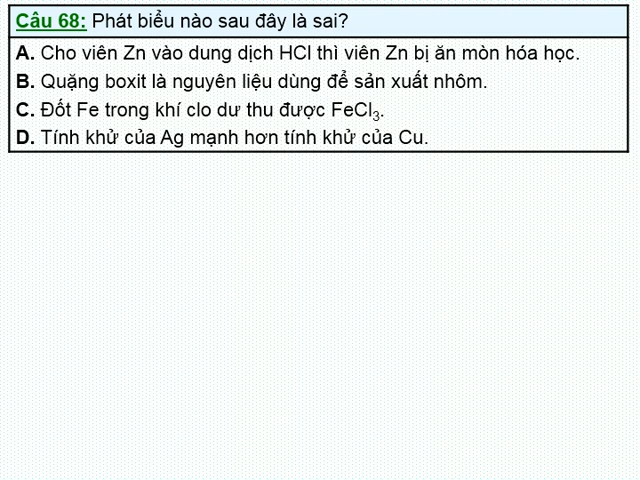 Câu 68: Phát biểu nào sau đây là sai?
A. Cho viên Zn vào dung dịch HCl thì viên Zn bị ăn mòn hóa học.
B. Quặng boxit là nguyên liệu dùng để sản xuất nhôm.
C. Đốt Fe trong khí clo dư thu được FeCl₃.
D. Tính khử của Ag mạnh hơn tính khử của Cu.